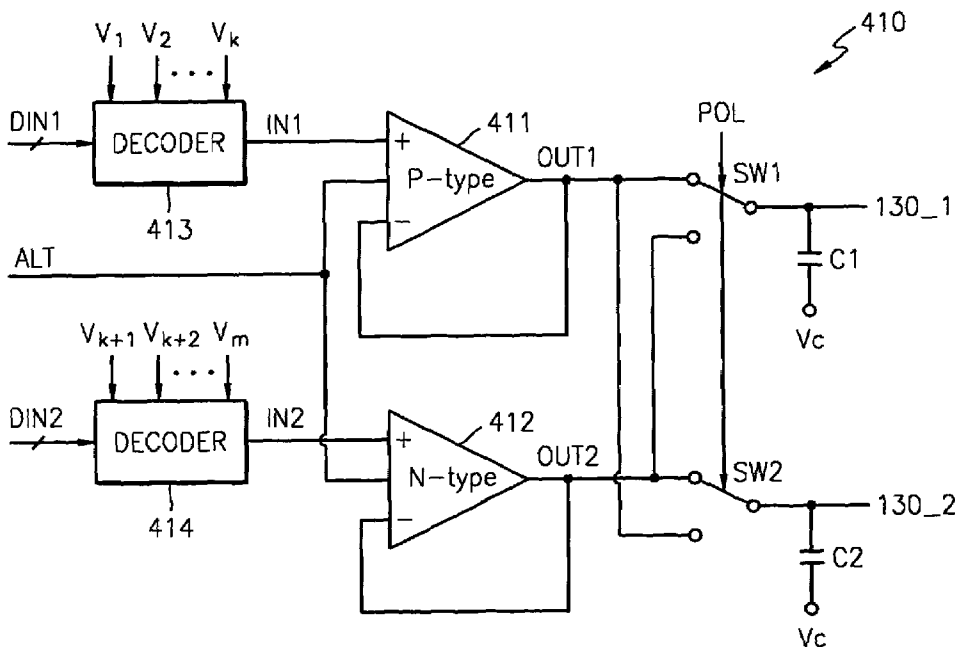 410
V1 V2 ... Vk
DIN1
DECODER
IN1
411
+
P-type
−
OUT1
POL
SW1
130_1
413
C1
Vc
ALT
Vk+1 Vk+2 ... Vm
DIN2
DECODER
IN2
412
+
N-type
−
OUT2
SW2
130_2
414
C2
Vc